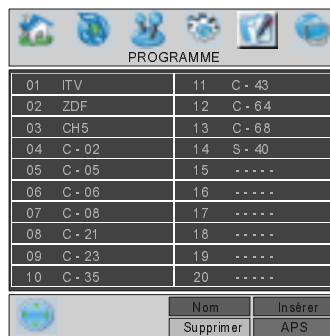 PROGRAMME
01 ITV 11 C - 43
02 ZDF 12 C - 64
03 CH5 13 C - 68
04 C - 02 14 S - 40
05 C - 05 15 - - - - -
06 C - 06 16 - - - - -
07 C - 08 17 - - - - -
08 C - 21 18 - - - - -
09 C - 23 19 - - - - -
10 C - 35 20 - - - - -
Nom Insérer
Supprimer APS